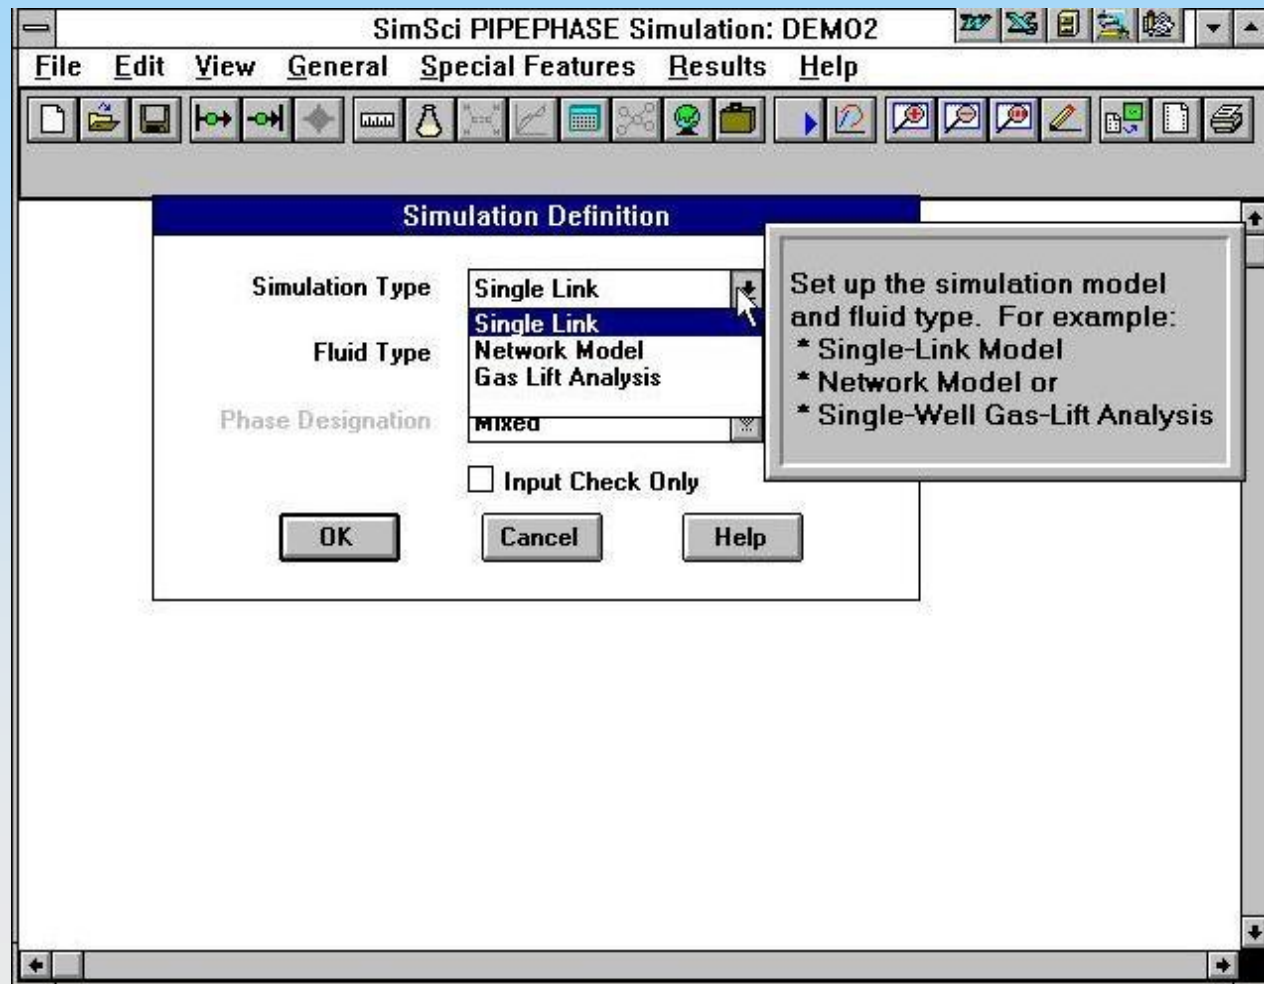 SimSci PIPEPHASE Simulation: DEMO2
File Edit View General Special Features Results Help
Simulation Definition
Simulation Type
Single Link
Single Link
Network Model
Gas Lift Analysis
Fluid Type
Phase Designation
Mixed
Input Check Only
OK Cancel Help
Set up the simulation model
and fluid type. For example:
* Single-Link Model
* Network Model or
* Single-Well Gas-Lift Analysis